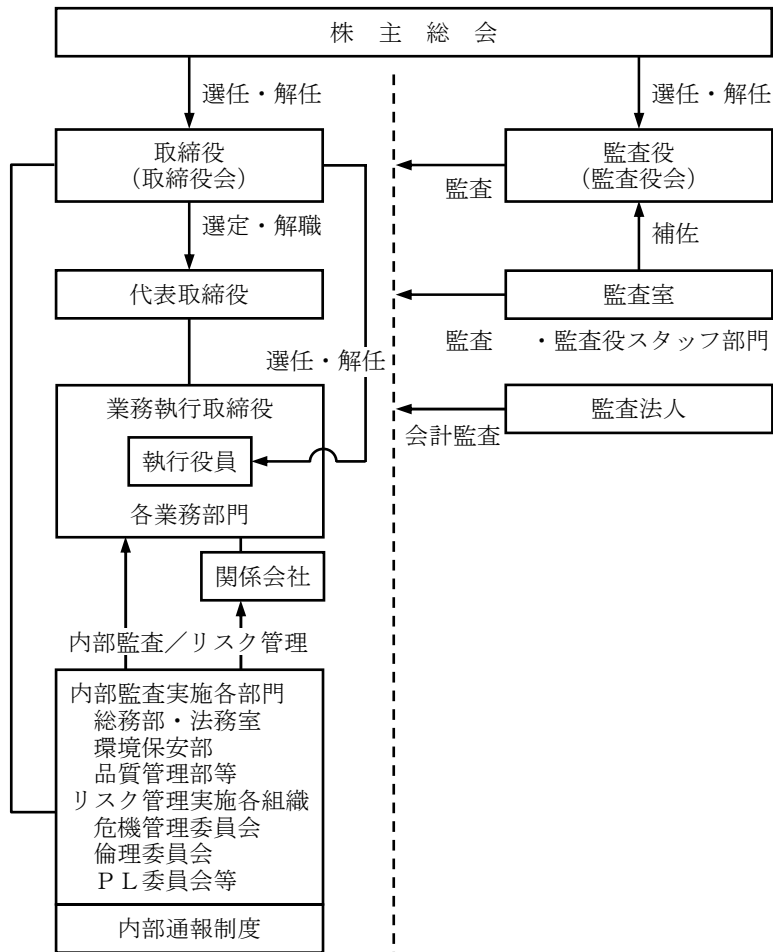 株主総会
選任・解任
選任・解任
取締役
（取締役会）
監査
監査役
（監査役会）
選定・解職
補佐
代表取締役
監査室
監査
・監査役スタッフ部門
選任・解任
業務執行取締役
監査法人
会計監査
執行役員
各業務部門
関係会社
内部監査／リスク管理
内部監査実施各部門
総務部・法務室
環境保安部
品質管理部等
リスク管理実施各組織
危機管理委員会
倫理委員会
ＰＬ委員会等
内部通報制度